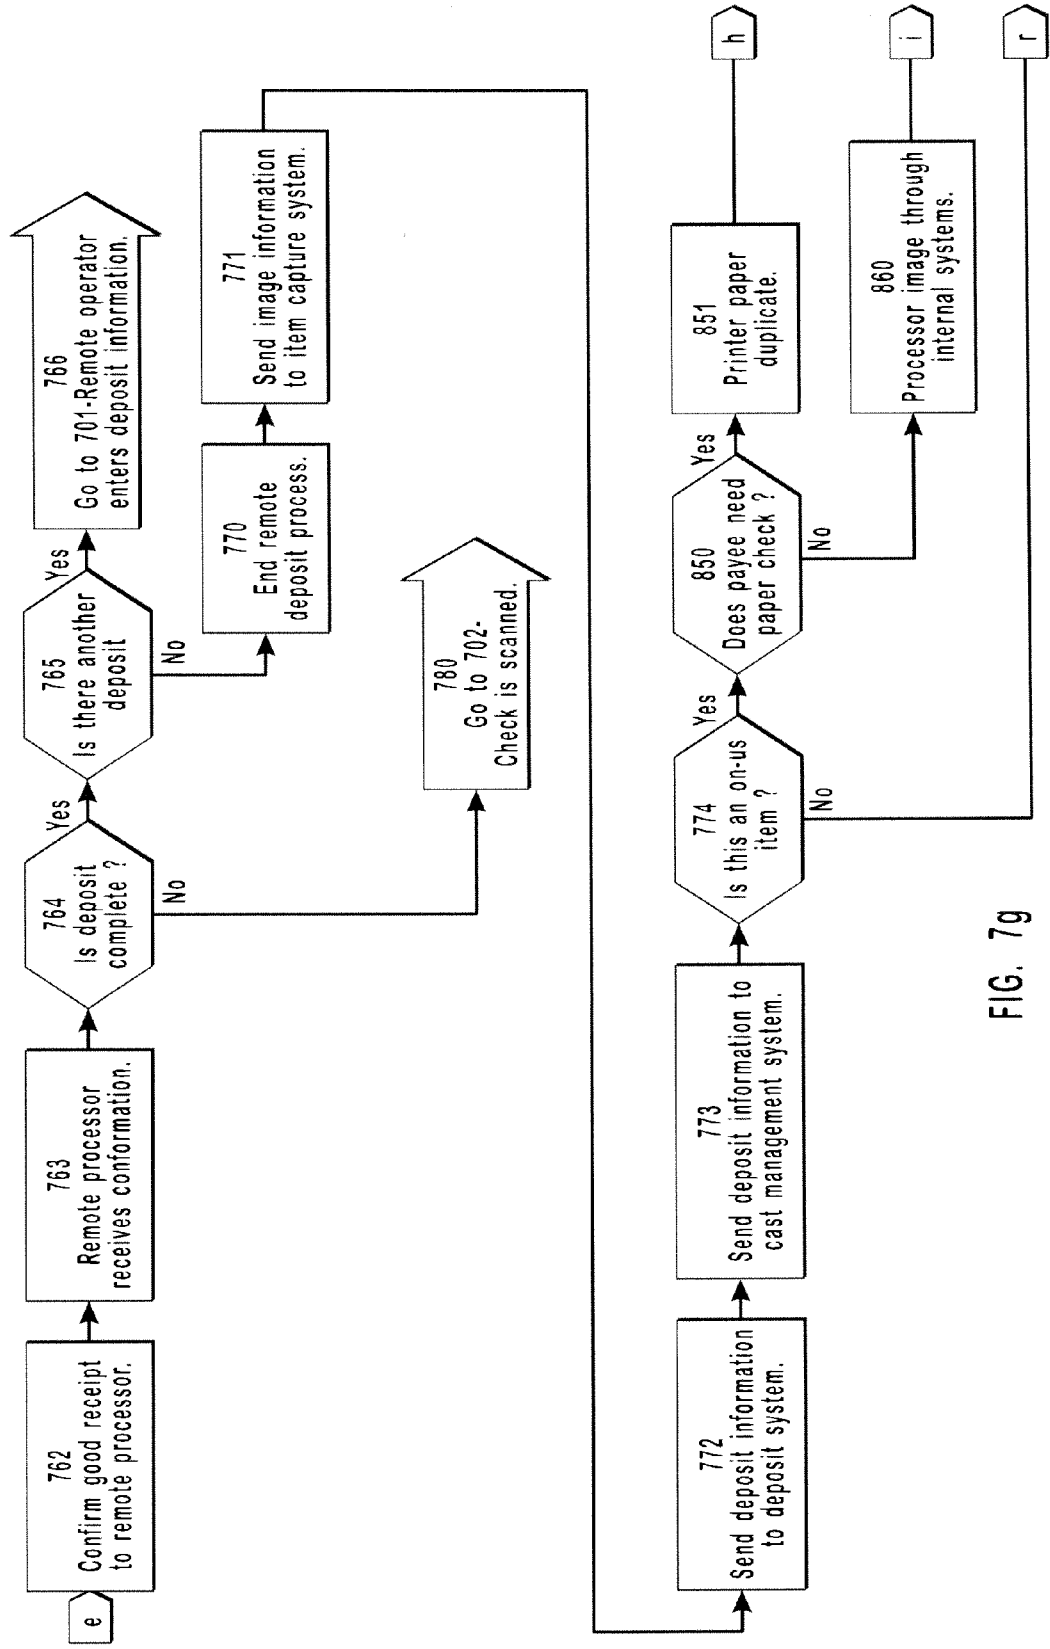 e
762
Confirm good receipt
to remote processor.
763
Remote processor
receives conformation.
764
Is deposit
complete ?
Yes
No
765
Is there another
deposit
Yes
No
766
Go to 701-Remote operator
enters deposit information.
770
End remote
deposit process.
771
Send image information
to item capture system.
780
Go to 702-
Check is scanned.
772
Send deposit information
to deposit system.
773
Send deposit information to
cast management system.
774
Is this an on-us
item ?
Yes
No
850
Does payee need
paper check ?
Yes
No
851
Printer paper
duplicate.
h
860
Processor image through
internal systems.
i
r
FIG. 7g